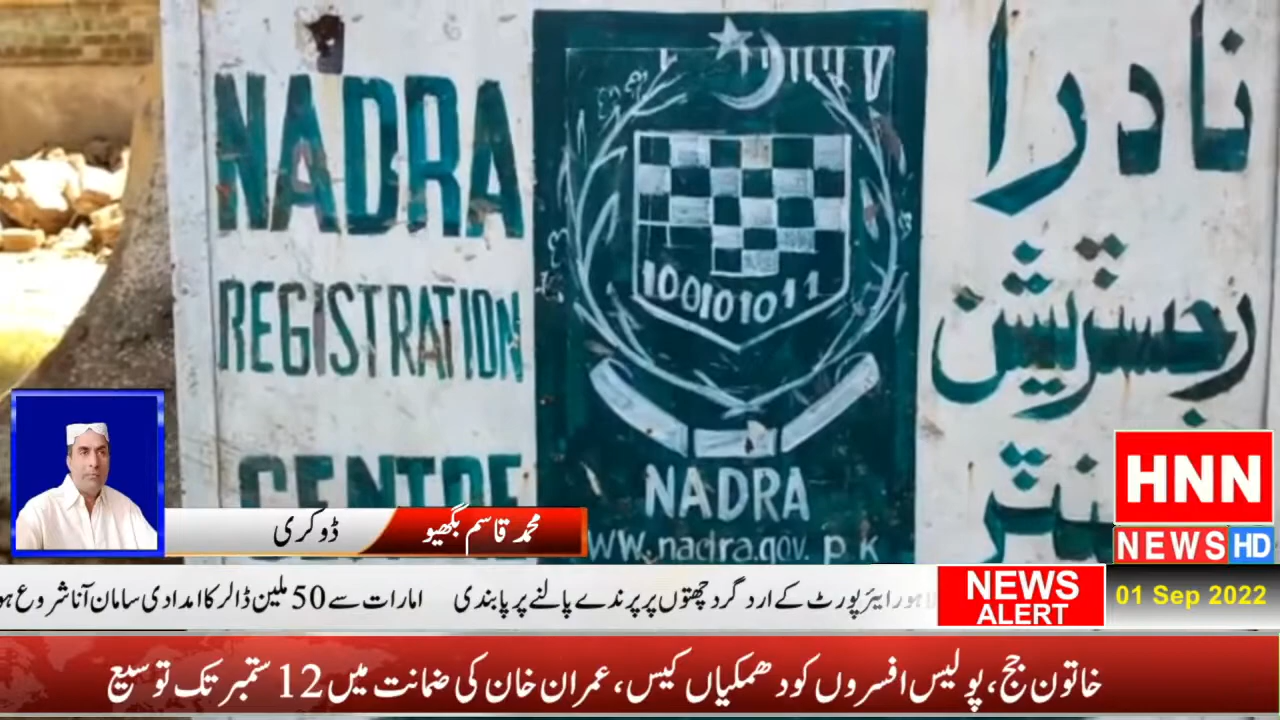 NADRA
REGISTRATION
CENTRE
100101011
NADRA
www.nadra.gov.pk
نادرا
رجسٹریشن
سنٹر
محمد قاسم بگھیو
ڈوکری
HNN
NEWS HD
NEWS ALERT
01 Sep 2022
لاہور ایئرپورٹ کے ارد گرد چھتوں پر پرندے پالنے پر پابندی
امارات سے 50 ملین ڈالر کا امدادی سامان آنا شروع
خاتون جج، پولیس افسروں کو دھمکیاں کیس، عمران خان کی ضمانت میں 12 ستمبر تک توسیع